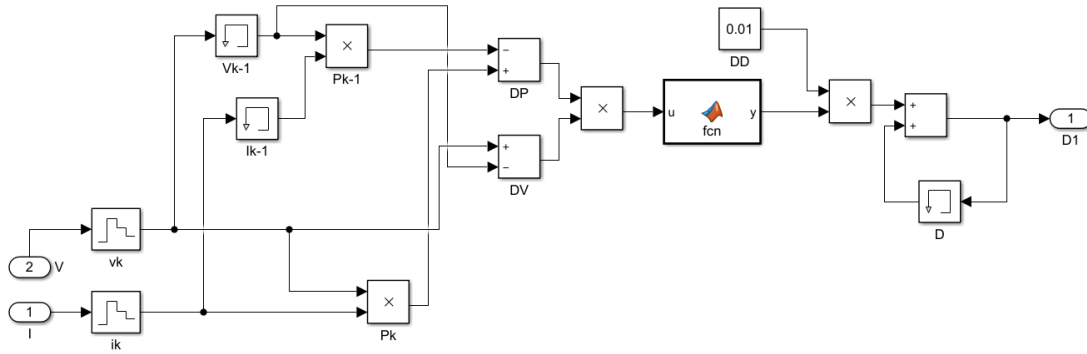 Vk-1
×
Pk-1
Ik-1
−
+
DP
+
−
DV
×
u
fcn
y
0.01
DD
×
+
+
1
D1
D
vk
2
V
1
I
ik
×
Pk